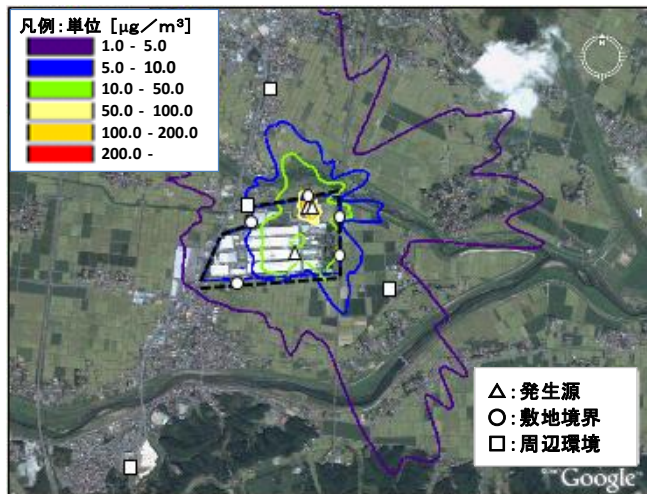 凡例:単位 [μg/m³]
1.0 - 5.0
5.0 - 10.0
10.0 - 50.0
50.0 - 100.0
100.0 - 200.0
200.0 -
N
△:発生源
○:敷地境界
□:周辺環境
Google